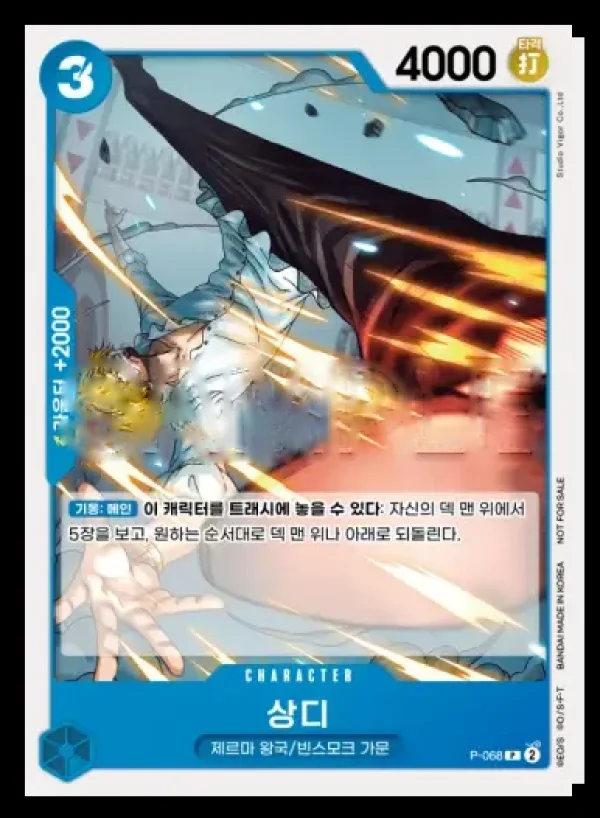 3
4000
타격
打
Studio Vigor Co.,Ltd
카운터 +2000
기동: 메인 이 캐릭터를 트래시에 놓을 수 있다: 자신의 덱 맨 위에서
5장을 보고, 원하는 순서대로 덱 맨 위나 아래로 되돌린다.
CHARACTER
상디
제르마 왕국/빈스모크 가문
P-068 P 2
©EO/S ©O/S·F·T BANDAI MADE IN KOREA NOT FOR SALE